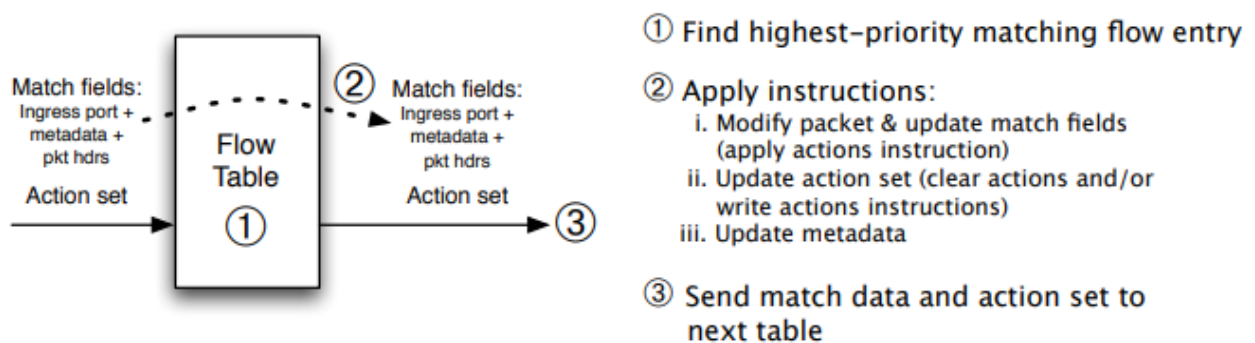 Match fields:
Ingress port +
metadata +
pkt hdrs
Action set
Flow
Table
①
②
Match fields:
Ingress port +
metadata +
pkt hdrs
Action set
③
① Find highest-priority matching flow entry
② Apply instructions:
i. Modify packet & update match fields
(apply actions instruction)
ii. Update action set (clear actions and/or
write actions instructions)
iii. Update metadata
③ Send match data and action set to
next table